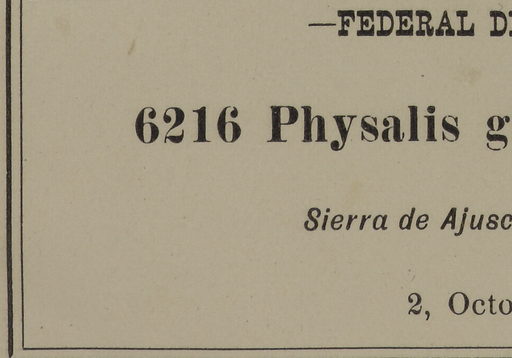 —FEDERAL D
6216 Physalis g
Sierra de Ajusc
2, Octo